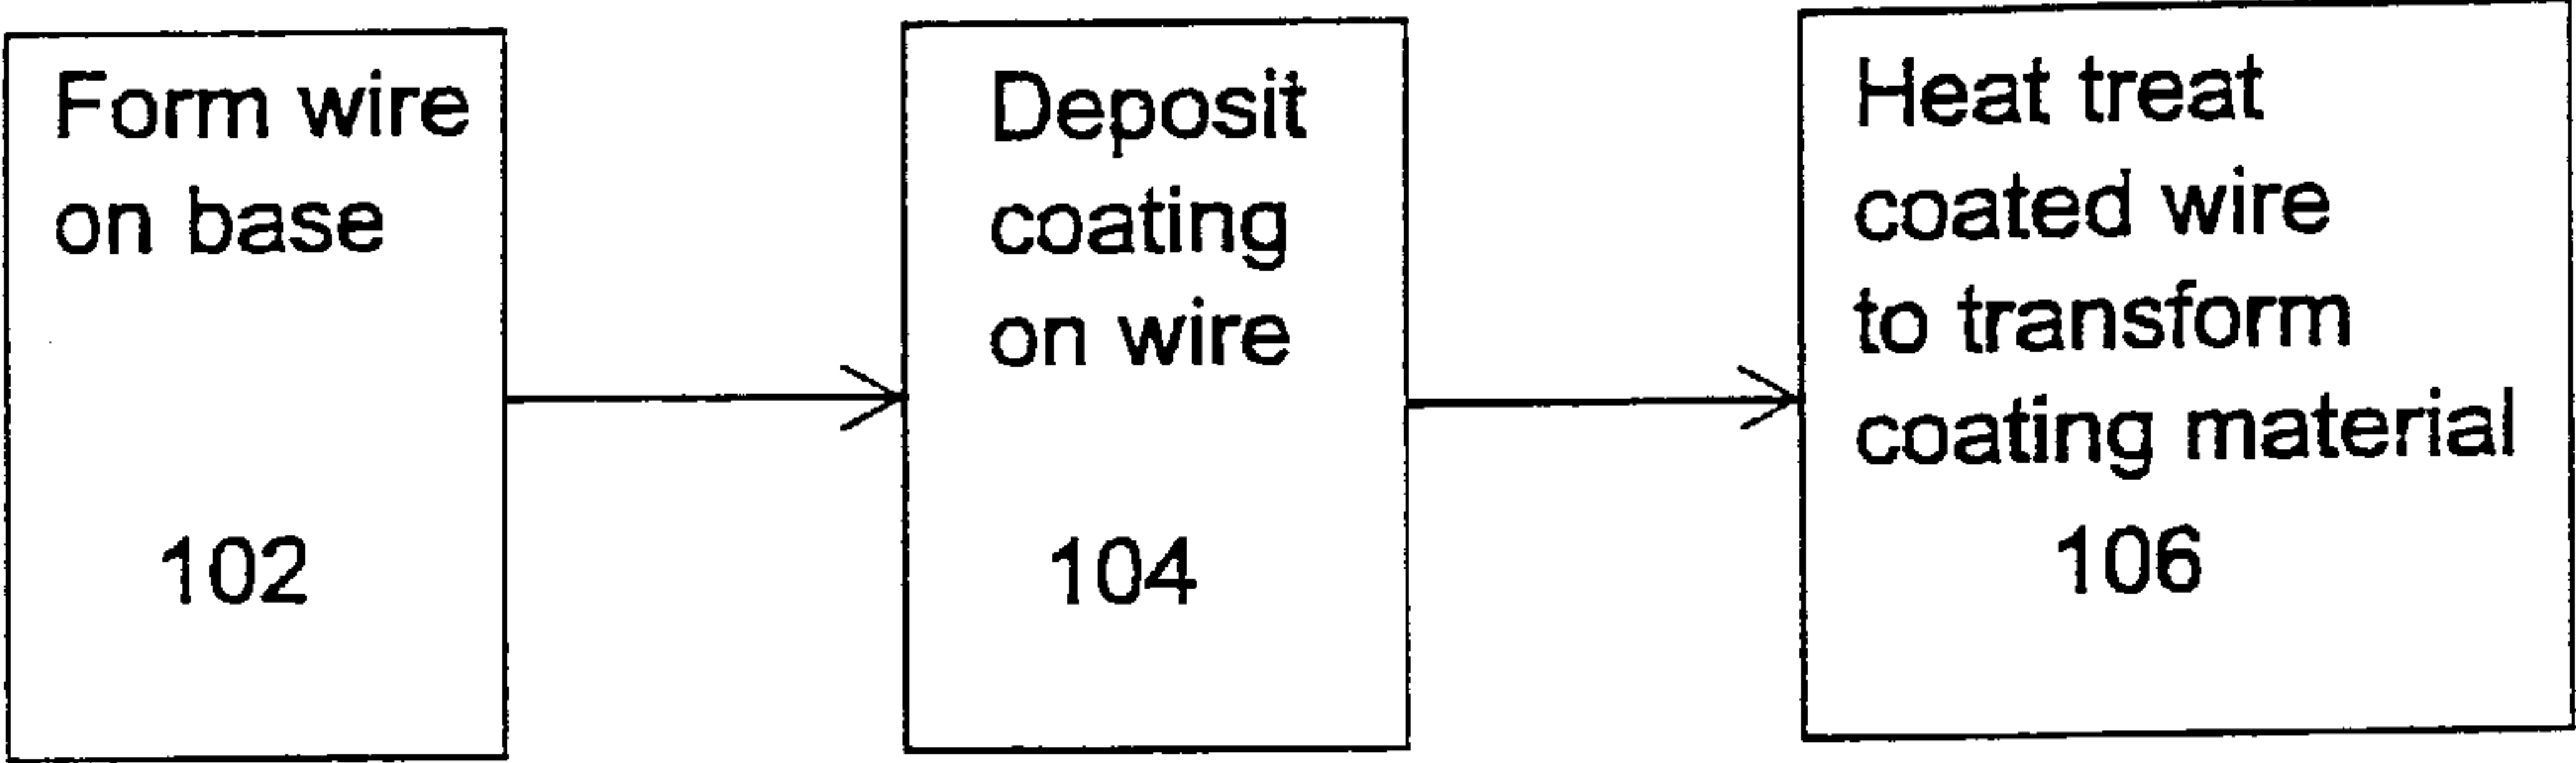 Form wire
on base
102
Deposit
coating
on wire
104
Heat treat
coated wire
to transform
coating material
106